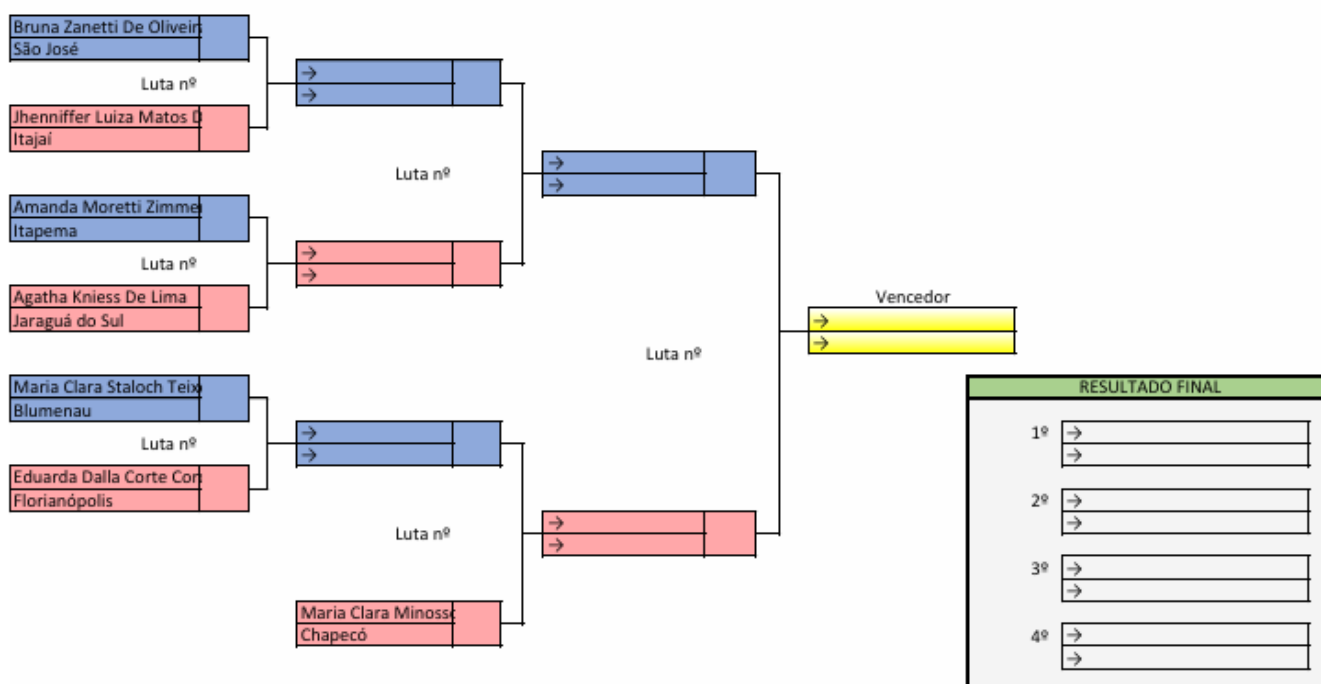 Bruna Zanetti De Oliveir
São José
Luta nº
Jhenniffer Luiza Matos D
Itajaí
Amanda Moretti Zimme
Itapema
Luta nº
Agatha Kniess De Lima
Jaraguá do Sul
Maria Clara Staloch Teix
Blumenau
Luta nº
Eduarda Dalla Corte Con
Florianópolis
→
→
Luta nº
→
→
→
→
Luta nº
Maria Clara Minosso
Chapecó
→
→
Luta nº
→
→
Vencedor
→
→
RESULTADO FINAL
1º →
→
2º →
→
3º →
→
4º →
→